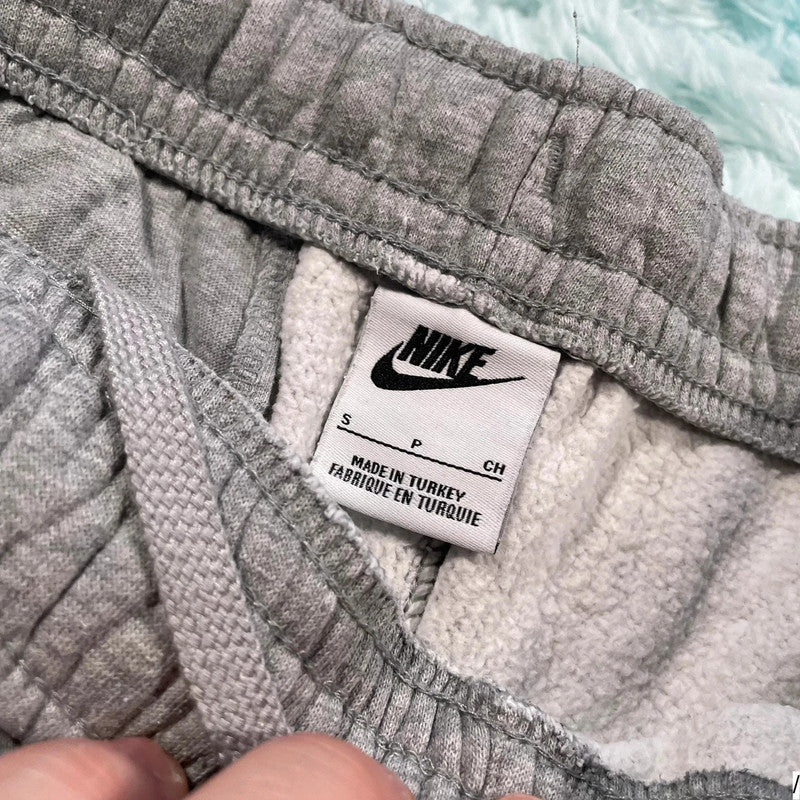 NIKE
S P CH
MADE IN TURKEY
FABRIQUE EN TURQUIE